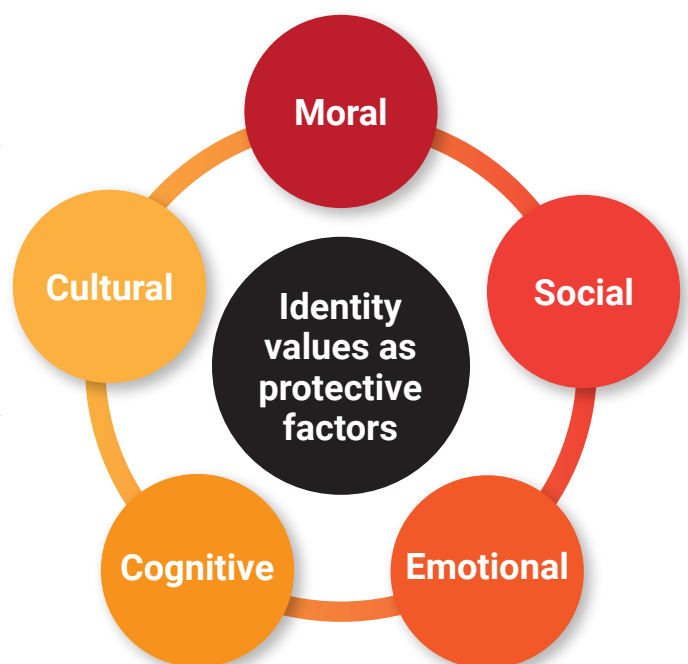 Moral
Social
Emotional
Cognitive
Cultural
Identity
values as
protective
factors